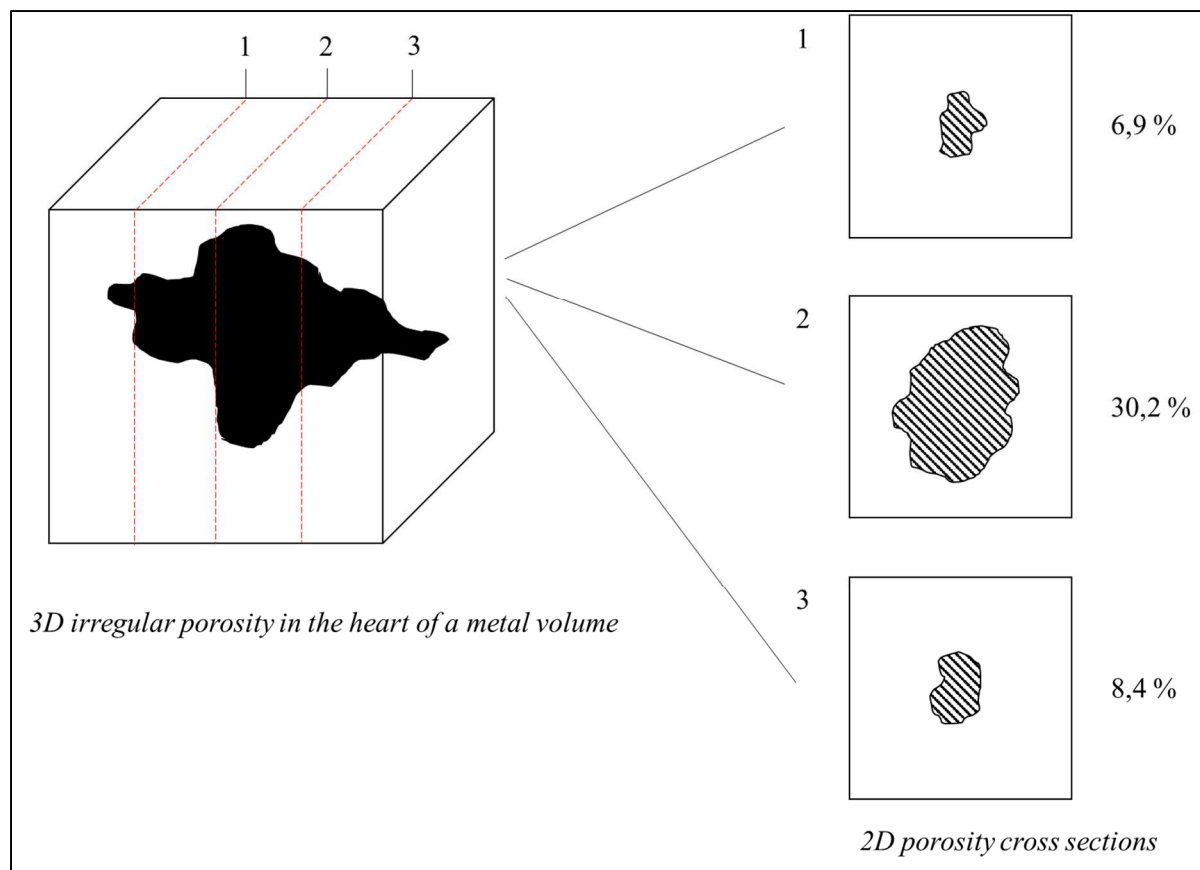 1 2 3
3D irregular porosity in the heart of a metal volume
1
6,9 %
2
30,2 %
3
8,4 %
2D porosity cross sections